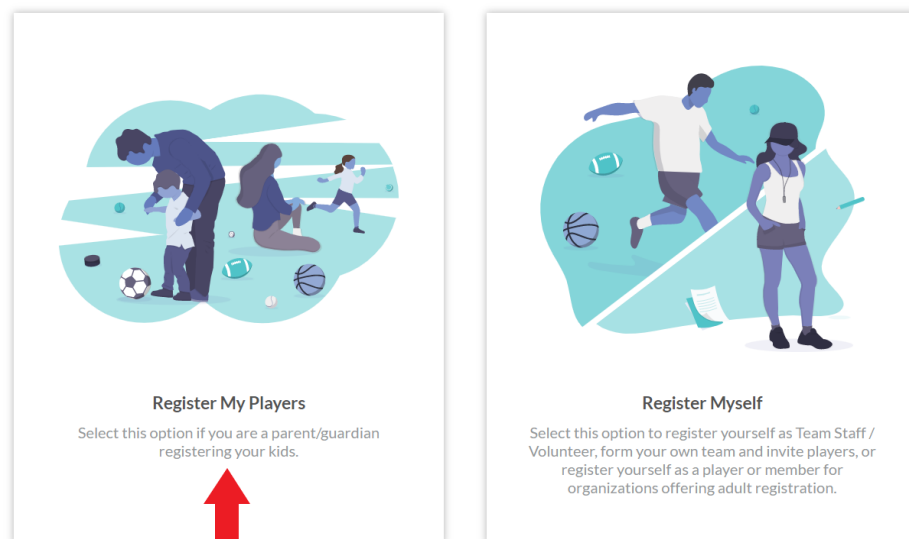 Register My Players
Select this option if you are a parent/guardian
registering your kids.
Register Myself
Select this option to register yourself as Team Staff /
Volunteer, form your own team and invite players, or
register yourself as a player or member for
organizations offering adult registration.